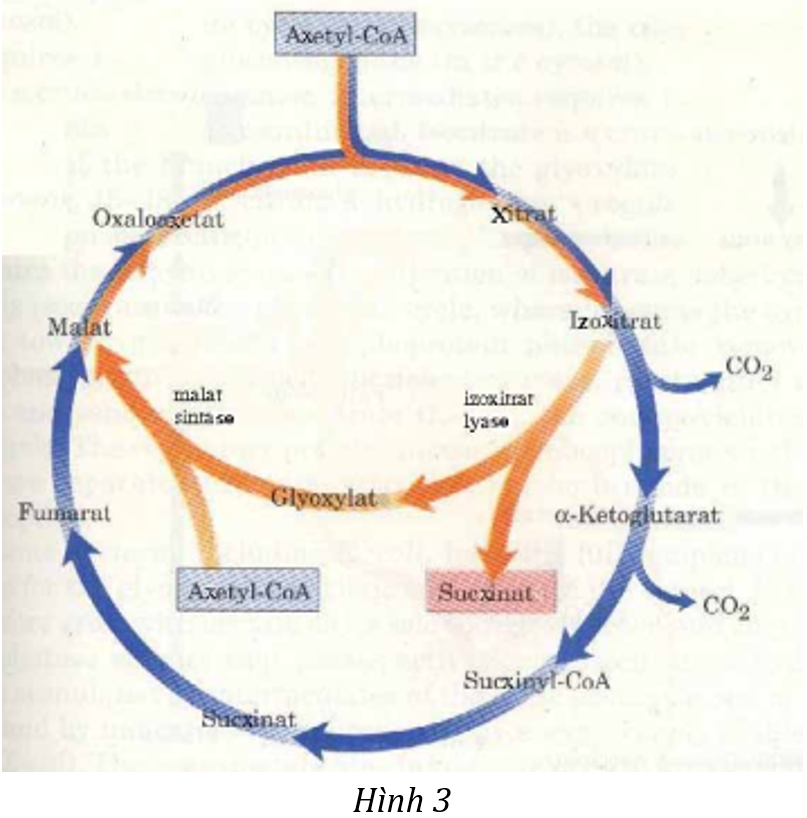 Axetyl-CoA
Oxaloaxetat
Xitrat
Malat
Izoxitrat
CO2
malat
sintase
izoxitrat
lyase
Glyoxylat
Fumarat
α-Ketoglutarat
Axetyl-CoA
Sucxinat
CO2
Sucxinyl-CoA
Sucxinat
Hình 3